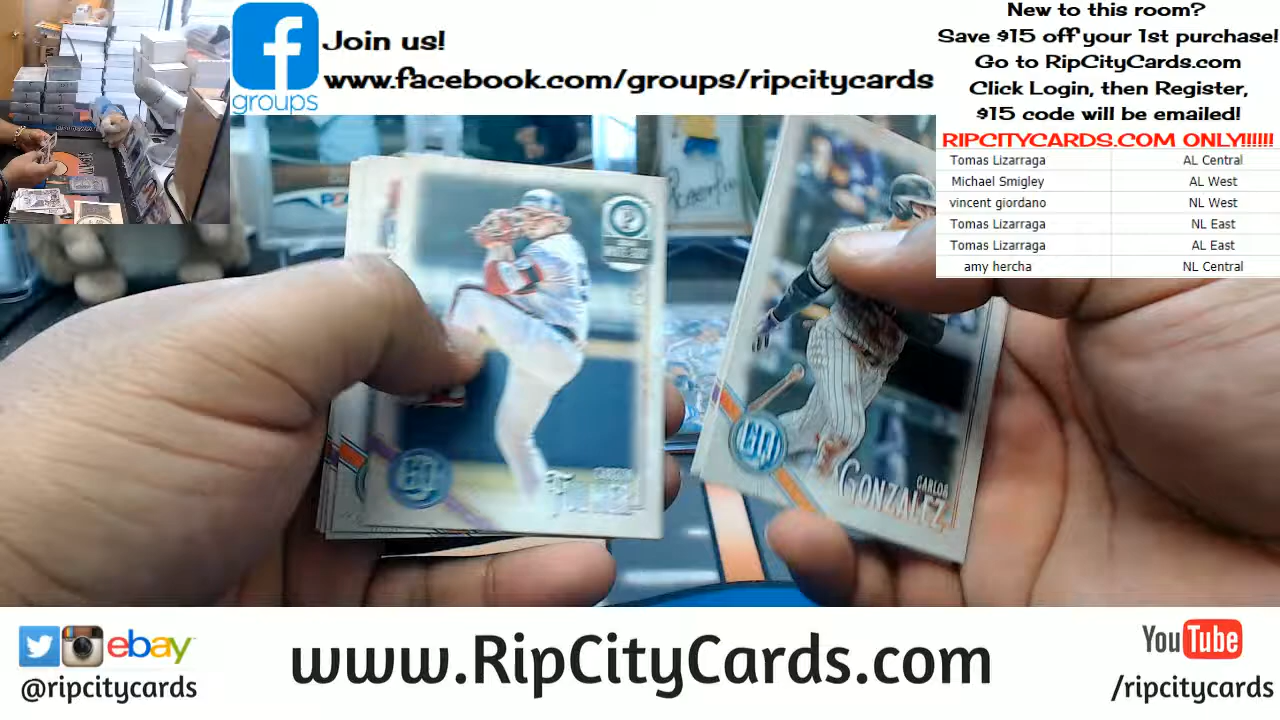 Join us!
www.facebook.com/groups/ripcitycards
groups
New to this room?
Save $15 off your 1st purchase!
Go to RipCityCards.com
Click Login, then Register,
$15 code will be emailed!
RIPCITYCARDS.COM ONLY!!!!!!
Tomas Lizarraga AL Central
Michael Smigley AL West
vincent giordano NL West
Tomas Lizarraga NL East
Tomas Lizarraga AL East
amy hercha NL Central
CARLOS
GONZALEZ
ebay
@ripcitycards
www.RipCityCards.com
YouTube
/ripcitycards